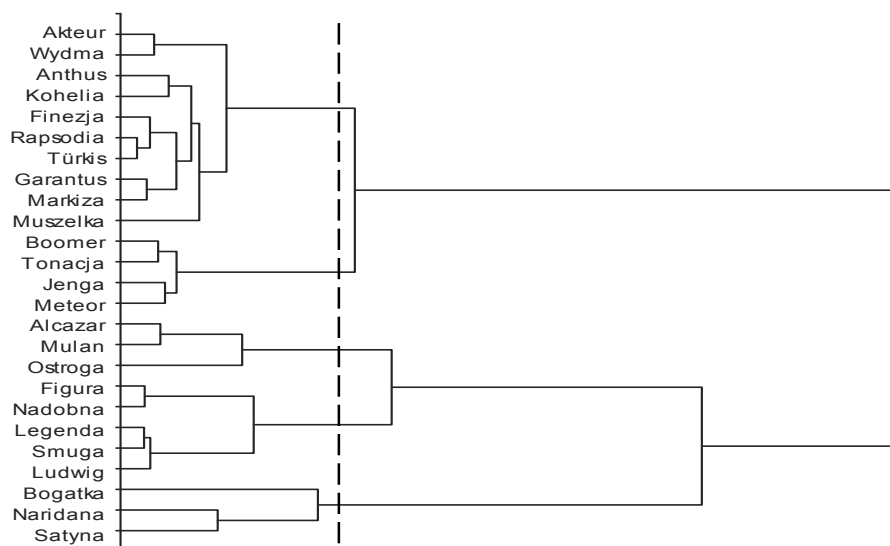 Akteur
Wydma
Anthus
Kohelia
Finezja
Rapsodia
Türkis
Garantus
Markiza
Muszelka
Boomer
Tonacja
Jenga
Meteor
Alcazar
Mulan
Ostroga
Figura
Nadobna
Legenda
Smuga
Ludwig
Bogatka
Naridana
Satyna